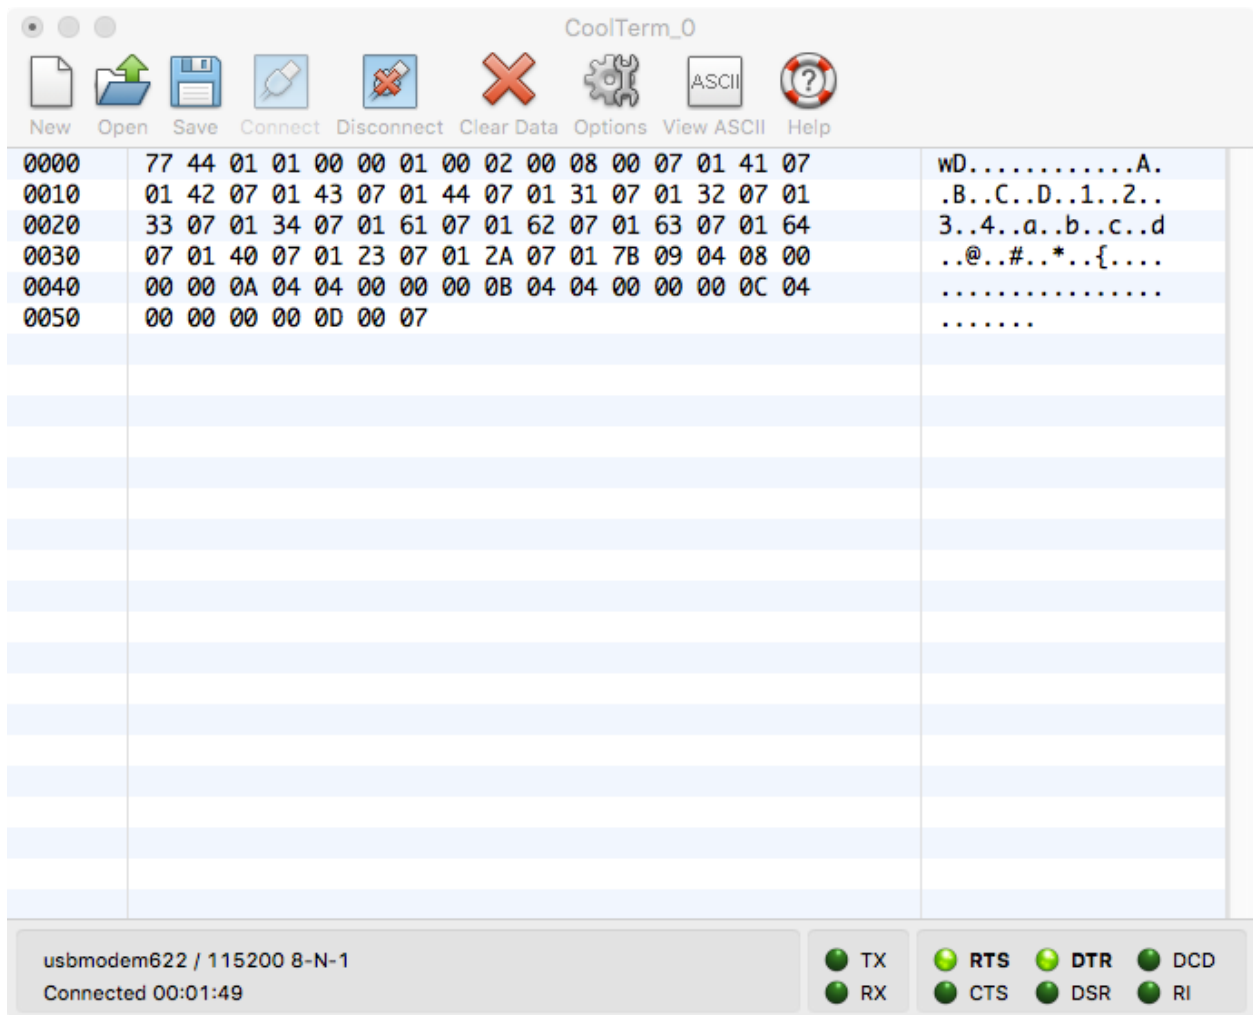 CoolTerm_0
New Open Save Connect Disconnect Clear Data Options ASCII View ASCII Help
0000 77 44 01 01 00 00 01 00 02 00 08 00 07 01 41 07 wD............A.
0010 01 42 07 01 43 07 01 44 07 01 31 07 01 32 07 01 .B..C..D..1..2..
0020 33 07 01 34 07 01 61 07 01 62 07 01 63 07 01 64 3..4..a..b..c..d
0030 07 01 40 07 01 23 07 01 2A 07 01 7B 09 04 08 00 ..@..#..*..{....
0040 00 00 0A 04 04 00 00 00 0B 04 04 00 00 00 0C 04 ................
0050 00 00 00 00 0D 00 07 .......
usbmodem622 / 115200 8-N-1 TX RTS DTR DCD
Connected 00:01:49 RX CTS DSR RI